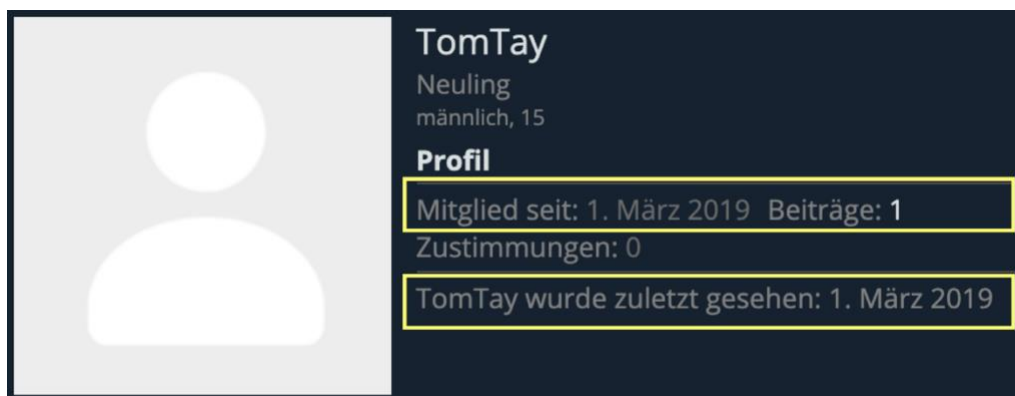 TomTay
Neuling
männlich, 15
Profil
Mitglied seit: 1. März 2019 Beiträge: 1
Zustimmungen: 0
TomTay wurde zuletzt gesehen: 1. März 2019